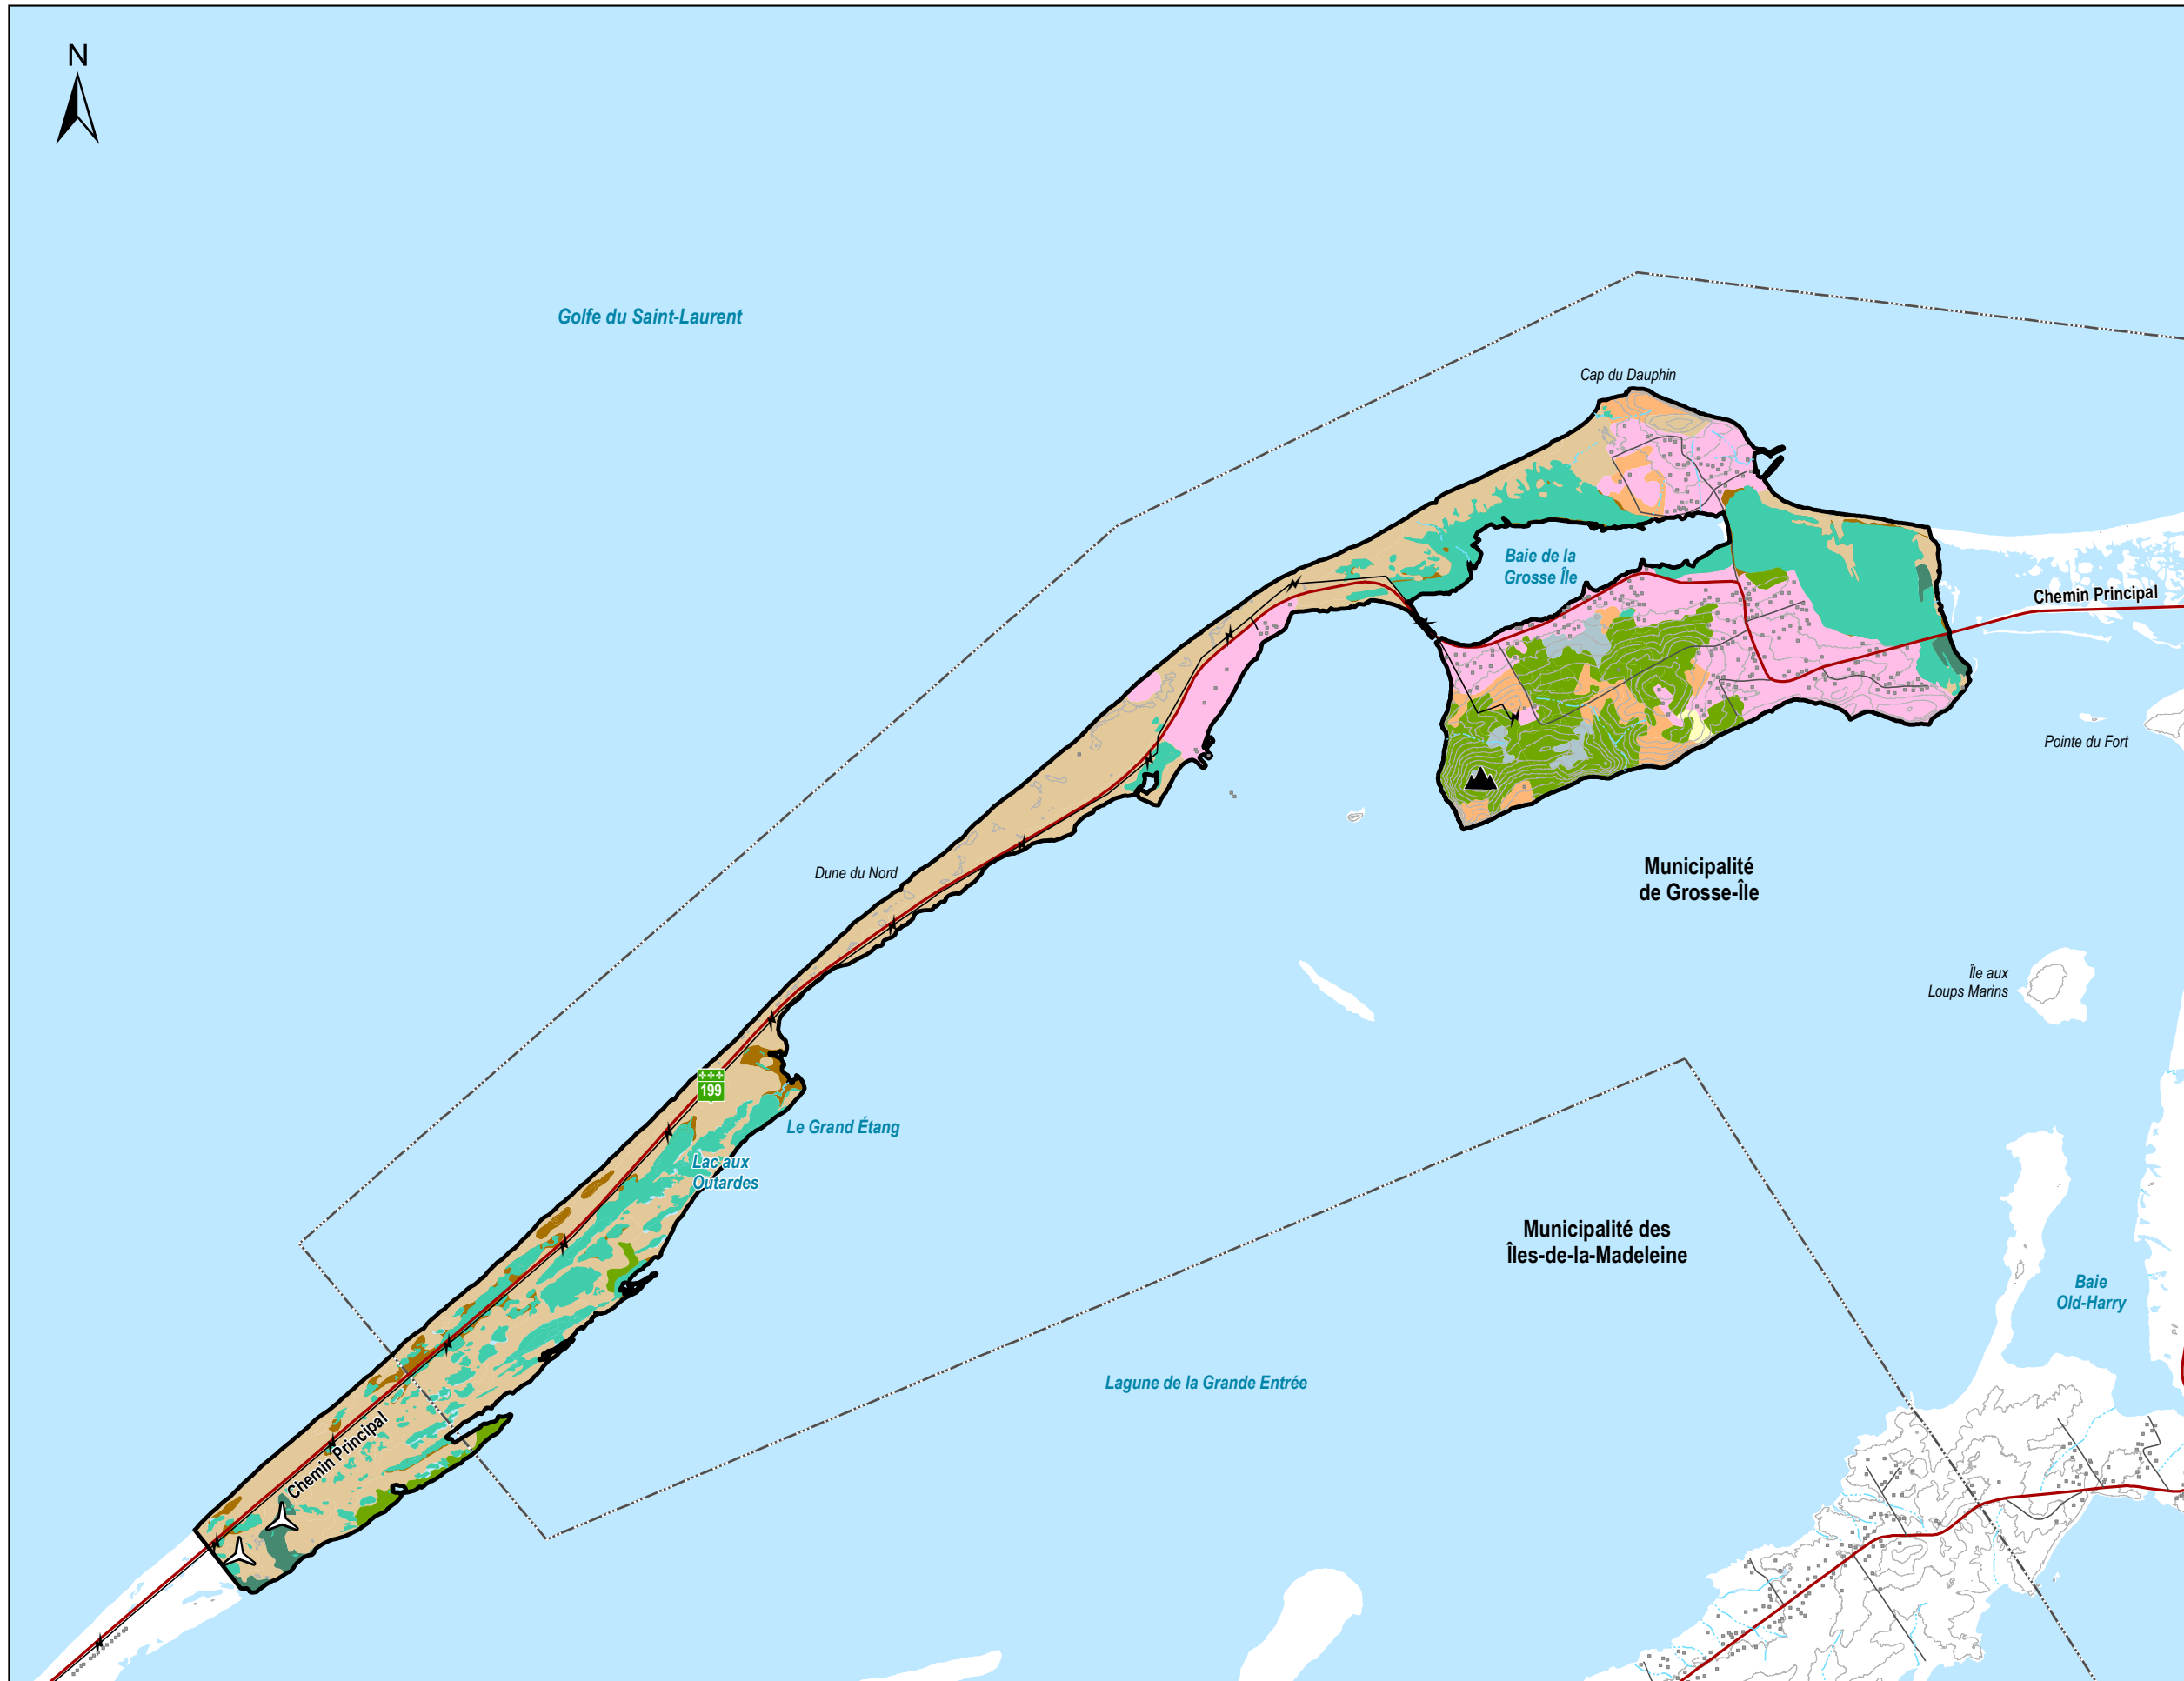 N
Golfe du Saint-Laurent
Cap du Dauphin
Baie de la
Grosse Île
Chemin Principal
Pointe du Fort
Municipalité
de Grosse-Île
Dune du Nord
Île aux
Loups Marins
199
Le Grand Étang
Lac aux
Outardes
Municipalité des
Îles-de-la-Madeleine
Baie
Old-Harry
Lagune de la Grande Entrée
Chemin Principal